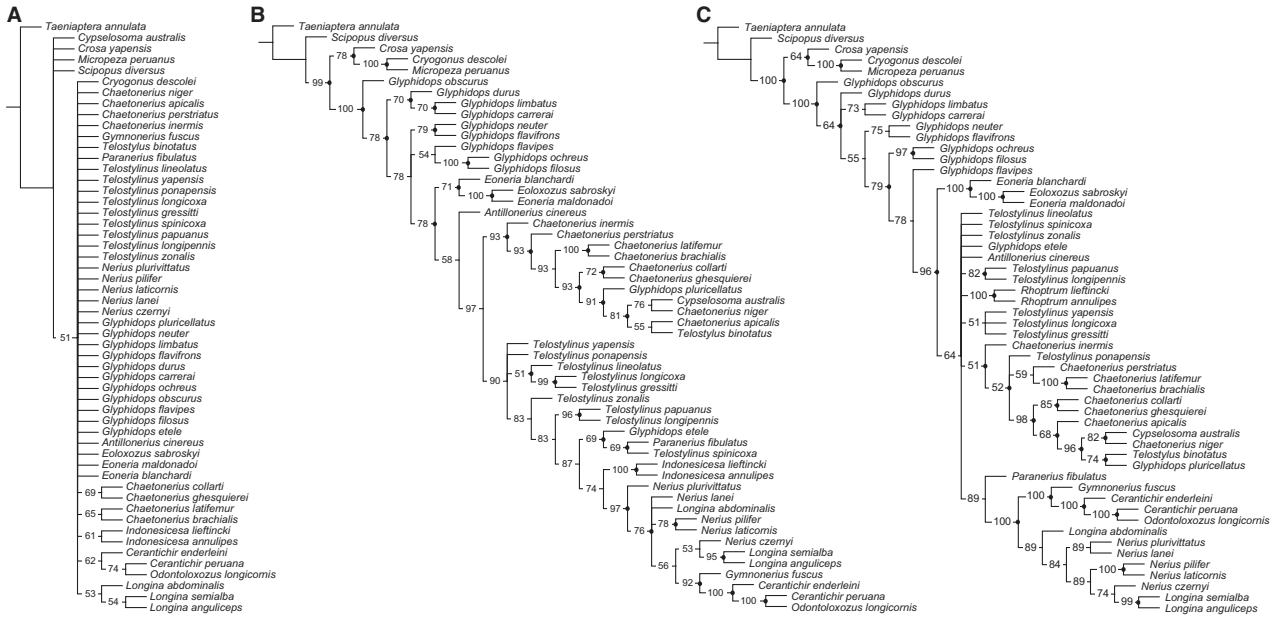 A
Taeniaptera annulata
Cypselosoma australis
Crosa yapensis
Micropeza peruanus
Scipopus diversus
Cryogonus descolei
Chaetonerius niger
Chaetonerius apicalis
Chaetonerius perstriatus
Chaetonerius inermis
Gymnonerius fuscus
Telostylus binotatus
Paranerius fibulatus
Telostylinus lineolatus
Telostylinus yapensis
Telostylinus ponapensis
Telostylinus longicoxa
Telostylinus gressitti
Telostylinus spinicoxa
Telostylinus papuanus
Telostylinus longipennis
Telostylinus zonalis
Nerius plurivittatus
Nerius pilifer
Nerius laticornis
Nerius lanei
Nerius czernyi
Glyphidops pluricellatus
Glyphidops neuter
51
Glyphidops limbatus
Glyphidops flavifrons
Glyphidops durus
Glyphidops carrerai
Glyphidops ochreus
Glyphidops obscurus
Glyphidops flavipes
Glyphidops filosus
Glyphidops etele
Antillonerius cinereus
Eoloxozus sabroskyi
Eoneria maldonadoi
Eoneria blanchardi
Chaetonerius collarti
69
Chaetonerius ghesquierei
Chaetonerius latifemur
65
Chaetonerius brachialis
Indonesicesa lieftincki
61
Indonesicesa annulipes
Cerantichir enderleini
62
Cerantichir peruana
74
Odontoloxozus longicornis
Longina abdominalis
53
Longina semialba
54
Longina anguliceps
B
Taeniaptera annulata
Scipopus diversus
Crosa yapensis
78
Cryogonus descolei
100
Micropeza peruanus
99
Glyphidops obscurus
Glyphidops durus
70
Glyphidops limbatus
70
100
Glyphidops carrerai
Glyphidops neuter
79
Glyphidops flavifrons
78
Glyphidops flavipes
54
Glyphidops ochreus
100
Glyphidops filosus
78
Eoneria blanchardi
71
Eoloxozus sabroskyi
100
Eoneria maldonadoi
Antillonerius cinereus
78
Chaetonerius inermis
93
Chaetonerius perstriatus
93
Chaetonerius latifemur
100
Chaetonerius brachialis
58
Chaetonerius collarti
93
72
Chaetonerius ghesquierei
93
Glyphidops pluricellatus
91
Cypselosoma australis
76
Chaetonerius niger
97
81
Chaetonerius apicalis
55
Telostylus binotatus
Telostylinus yapensis
Telostylinus ponapensis
Telostylinus lineolatus
51
Telostylinus longicoxa
99
90
Telostylinus gressitti
Telostylinus zonalis
Telostylinus papuanus
96
83
Telostylinus longipennis
Glyphidops etele
83
69
Paranerius fibulatus
69
Telostylinus spinicoxa
87
Indonesicesa lieftincki
100
Indonesicesa annulipes
Nerius plurivittatus
74
Nerius lanei
97
Longina abdominalis
Nerius pilifer
78
Nerius laticornis
76
Nerius czernyi
53
Longina semialba
95
Longina anguliceps
56
Gymnonerius fuscus
92
Cerantichir enderleini
100
Cerantichir peruana
100
Odontoloxozus longicornis
C
Taeniaptera annulata
Scipopus diversus
Crosa yapensis
64
Cryogonus descolei
100
Micropeza peruanus
100
Glyphidops obscurus
Glyphidops durus
100
Glyphidops limbatus
73
Glyphidops carrerai
64
Glyphidops neuter
75
Glyphidops flavifrons
Glyphidops ochreus
97
55
Glyphidops filosus
Glyphidops flavipes
79
Eoneria blanchardi
100
Eoloxozus sabroskyi
100
Eoneria maldonadoi
78
Telostylinus lineolatus
Telostylinus spinicoxa
Telostylinus zonalis
Glyphidops etele
Antillonerius cinereus
96
Telostylinus papuanus
82
Telostylinus longipennis
Rhoptrum lieftincki
100
Rhoptrum annulipes
Telostylinus yapensis
51
Telostylinus longicoxa
Telostylinus gressitti
Chaetonerius inermis
64
Telostylinus ponapensis
51
Chaetonerius perstriatus
59
Chaetonerius latifemur
100
52
Chaetonerius brachialis
Chaetonerius collarti
85
Chaetonerius ghesquierei
98
Chaetonerius apicalis
68
Cypselosoma australis
82
Chaetonerius niger
96
Telostylus binotatus
74
Glyphidops pluricellatus
Paranerius fibulatus
Gymnonerius fuscus
89
100
Cerantichir enderleini
100
Cerantichir peruana
100
100
Odontoloxozus longicornis
Longina abdominalis
89
Nerius plurivittatus
89
Nerius lanei
84
Nerius pilifer
100
Nerius laticornis
89
Nerius czernyi
74
Longina semialba
99
Longina anguliceps